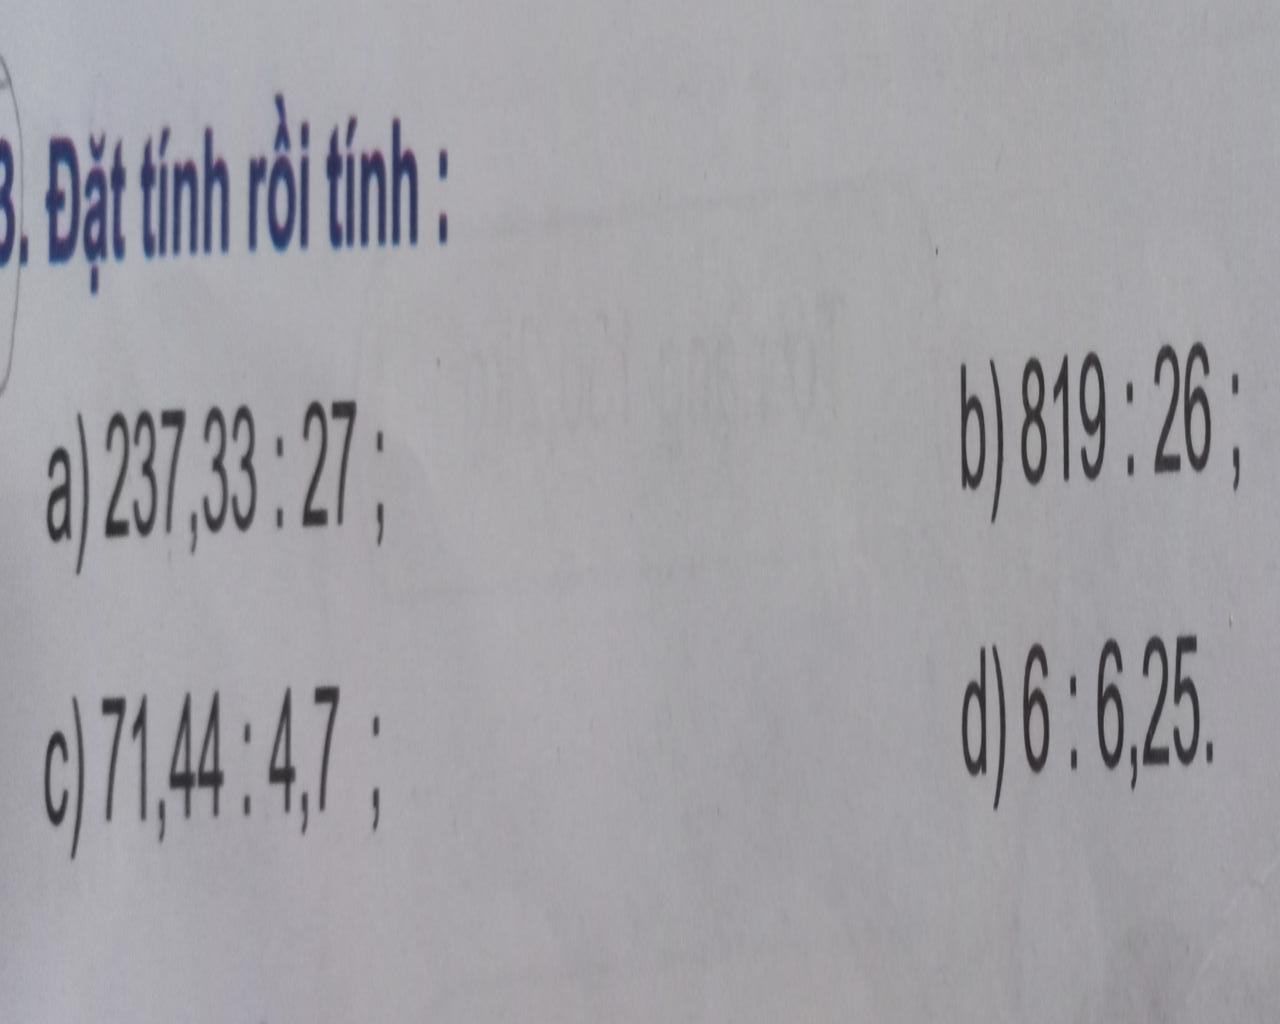 3. Đặt tính rồi tính :
a) 237,33 : 27 ; b) 819 : 26 ;
c) 71,44 : 4,7 ; d) 6 : 6,25.